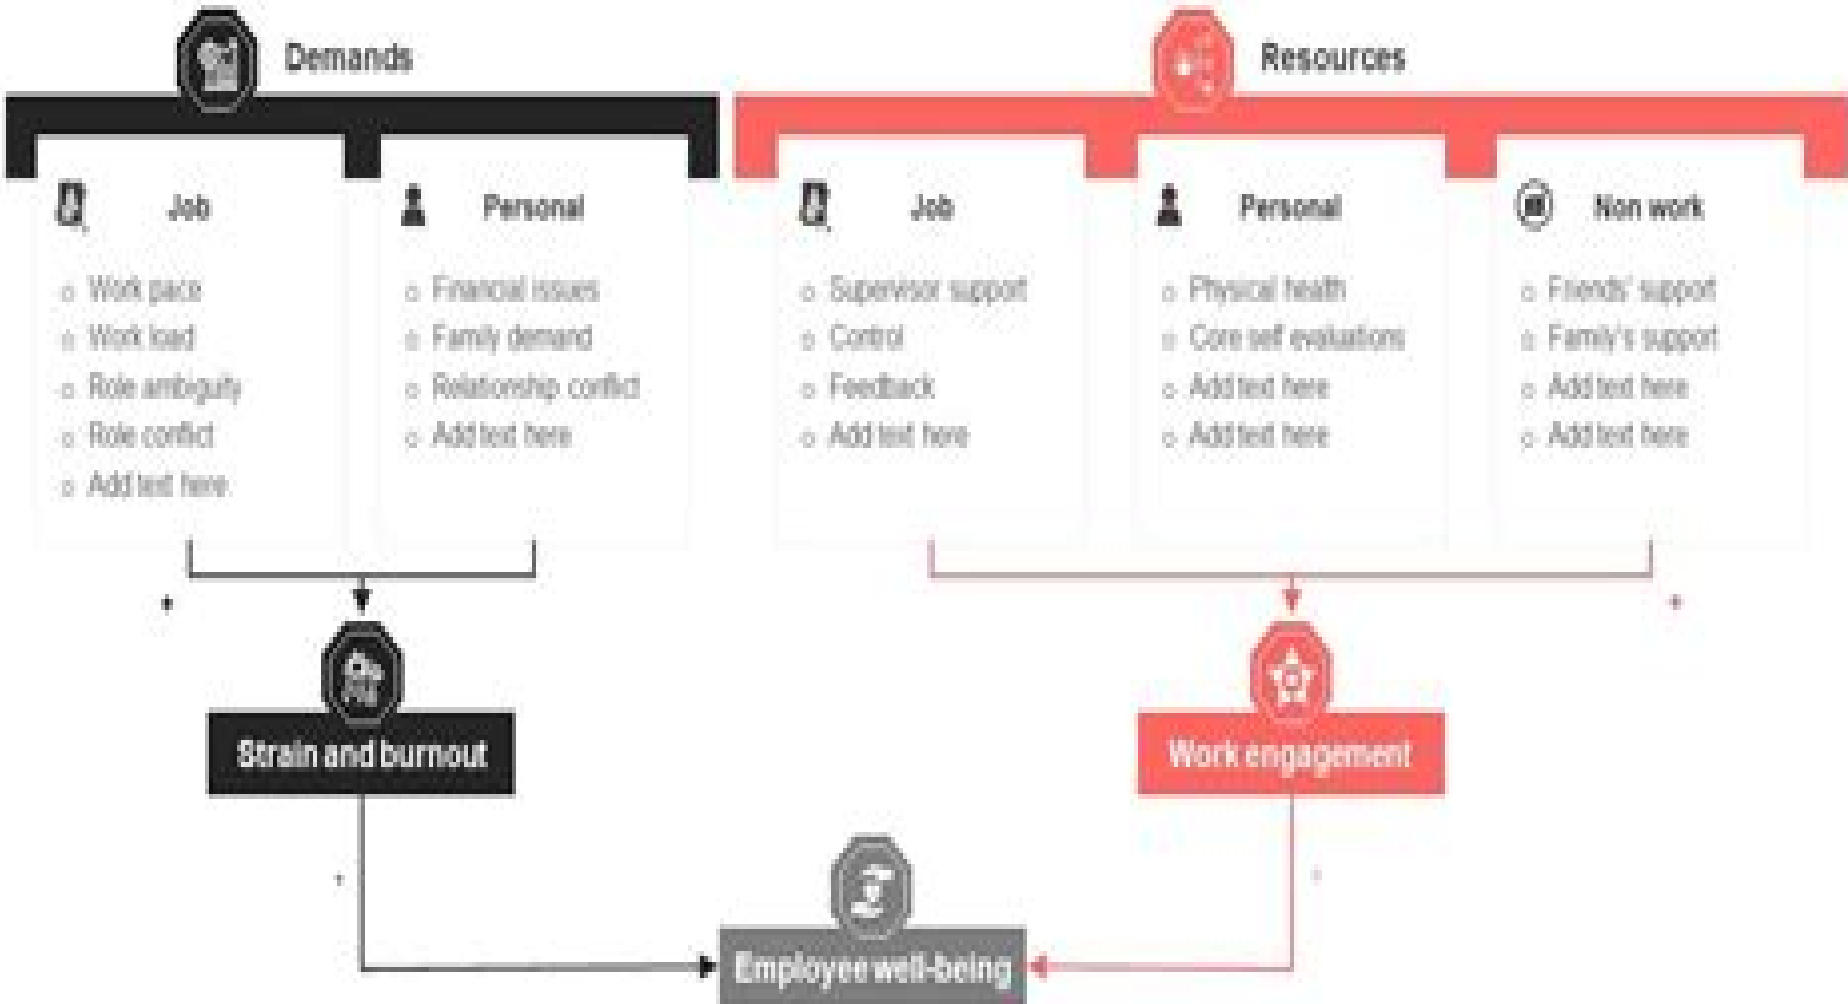 Demands
Resources
Job
Work pace
Work load
Role ambiguity
Role conflict
Add text here
Personal
Financial issues
Family demand
Relationship conflict
Add text here
Job
Supervisor support
Control
Feedback
Add text here
Personal
Physical health
Core self evaluations
Add text here
Add text here
Non work
Friends' support
Family's support
Add text here
Add text here
Strain and burnout
Work engagement
Employee well-being